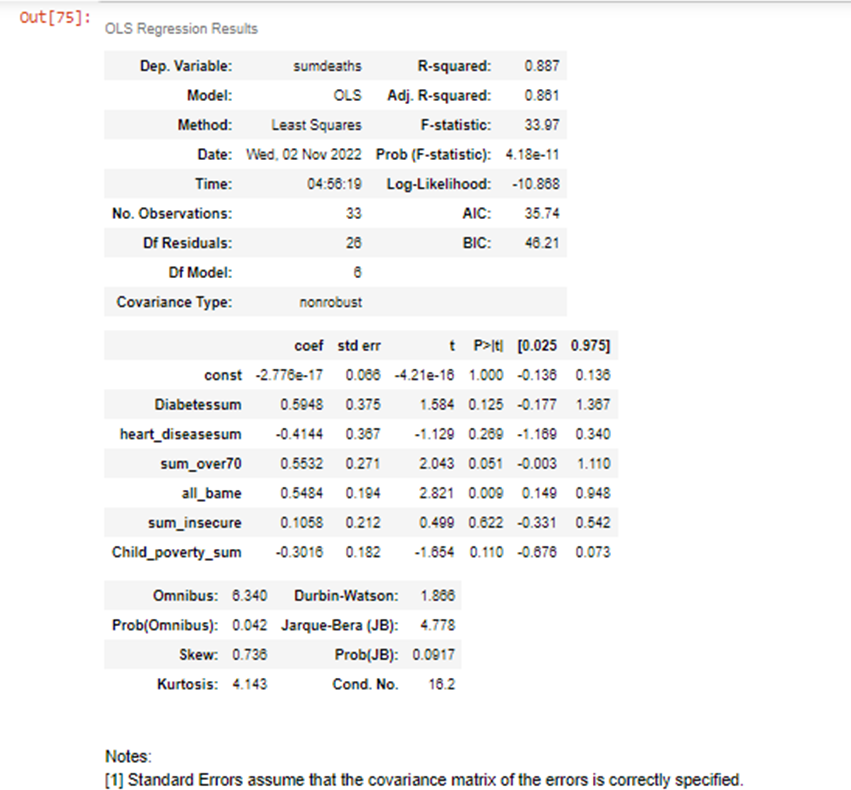 Out[75]:
OLS Regression Results
Dep. Variable: sumdeaths R-squared: 0.887
Model: OLS Adj. R-squared: 0.861
Method: Least Squares F-statistic: 33.97
Date: Wed, 02 Nov 2022 Prob (F-statistic): 4.18e-11
Time: 04:56:19 Log-Likelihood: -10.868
No. Observations: 33 AIC: 35.74
Df Residuals: 26 BIC: 46.21
Df Model: 6
Covariance Type: nonrobust
coef std err t P>|t| [0.025 0.975]
const -2.776e-17 0.066 -4.21e-16 1.000 -0.136 0.136
Diabetessum 0.5948 0.375 1.584 0.125 -0.177 1.367
heart_diseasesum -0.4144 0.367 -1.129 0.269 -1.169 0.340
sum_over70 0.5532 0.271 2.043 0.051 -0.003 1.110
all_bame 0.5484 0.194 2.821 0.009 0.149 0.948
sum_insecure 0.1058 0.212 0.499 0.622 -0.331 0.542
Child_poverty_sum -0.3016 0.182 -1.654 0.110 -0.676 0.073
Omnibus: 6.340 Durbin-Watson: 1.866
Prob(Omnibus): 0.042 Jarque-Bera (JB): 4.778
Skew: 0.736 Prob(JB): 0.0917
Kurtosis: 4.143 Cond. No. 16.2
Notes:
[1] Standard Errors assume that the covariance matrix of the errors is correctly specified.